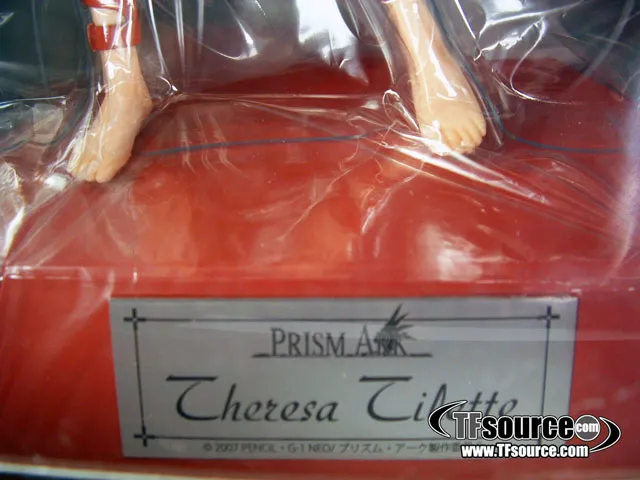 PRISM ARK
Theresa Tilette
© 2007 PENCIL・G-1 NEO/ プリズム・アーク製作
TFsource.com
www.TFsource.com